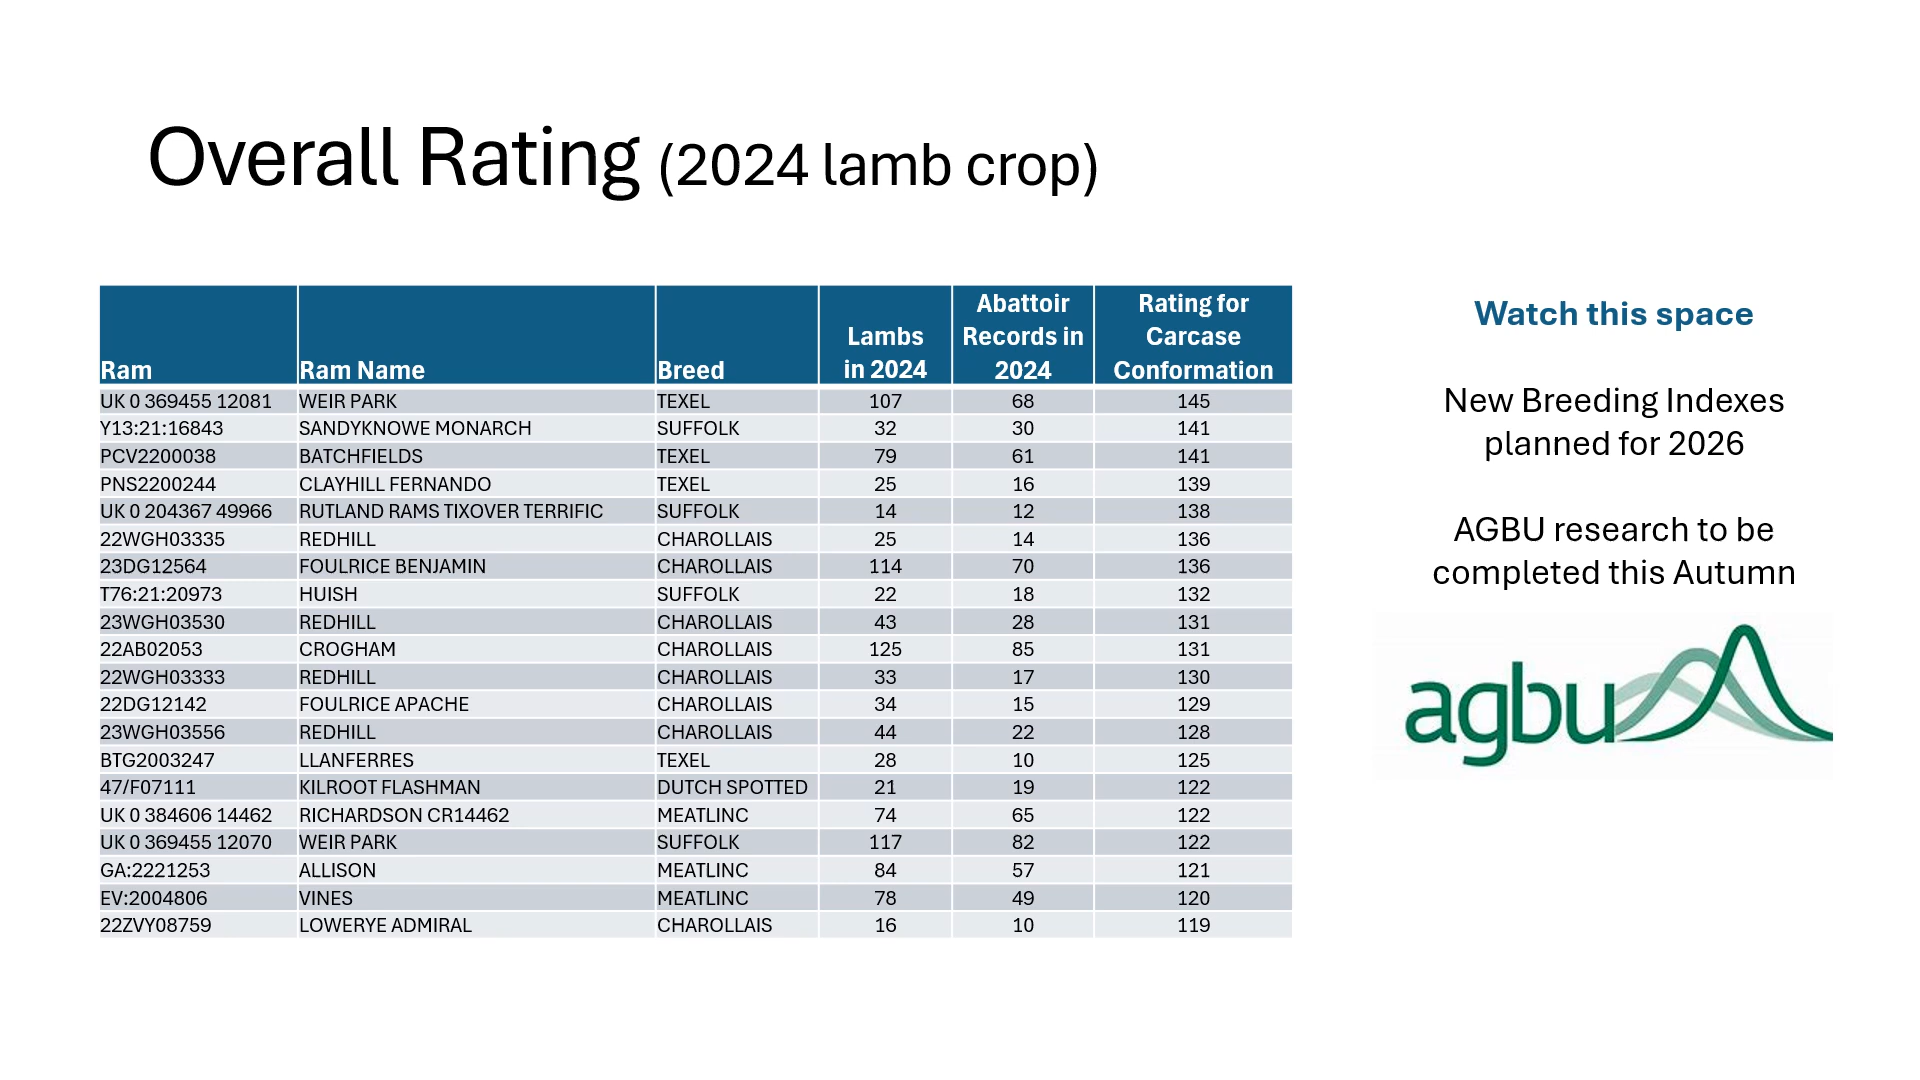 Overall Rating (2024 lamb crop)
Ram Ram Name Breed Lambs in 2024 Abattoir Records in 2024 Rating for Carcase Conformation
UK 0 369455 12081 WEIR PARK TEXEL 107 68 145
Y13:21:16843 SANDYKNOWE MONARCH SUFFOLK 32 30 141
PCV2200038 BATCHFIELDS TEXEL 79 61 141
PNS2200244 CLAYHILL FERNANDO TEXEL 25 16 139
UK 0 204367 49966 RUTLAND RAMS TIXOVER TERRIFIC SUFFOLK 14 12 138
22WGH03335 REDHILL CHAROLLAIS 25 14 136
23DG12564 FOULRICE BENJAMIN CHAROLLAIS 114 70 136
T76:21:20973 HUISH SUFFOLK 22 18 132
23WGH03530 REDHILL CHAROLLAIS 43 28 131
22AB02053 CROGHAM CHAROLLAIS 125 85 131
22WGH03333 REDHILL CHAROLLAIS 33 17 130
22DG12142 FOULRICE APACHE CHAROLLAIS 34 15 129
23WGH03556 REDHILL CHAROLLAIS 44 22 128
BTG2003247 LLANFERRES TEXEL 28 10 125
47/F07111 KILROOT FLASHMAN DUTCH SPOTTED 21 19 122
UK 0 384606 14462 RICHARDSON CR14462 MEATLINC 74 65 122
UK 0 369455 12070 WEIR PARK SUFFOLK 117 82 122
GA:2221253 ALLISON MEATLINC 84 57 121
EV:2004806 VINES MEATLINC 78 49 120
22ZVY08759 LOWERYE ADMIRAL CHAROLLAIS 16 10 119
Watch this space
New Breeding Indexes
planned for 2026
AGBU research to be
completed this Autumn
agbu